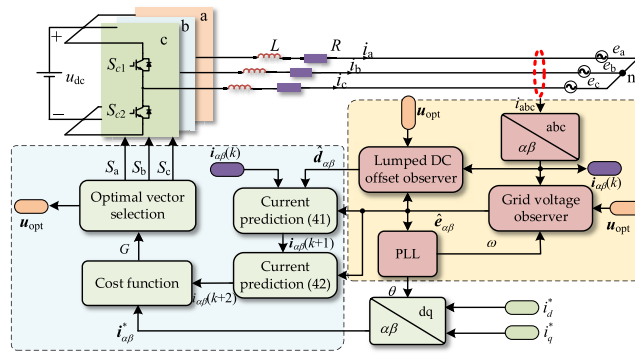 a
b
c
+
−
u_dc
S_c1
S_c2
L
R
i_a
i_b
i_c
e_a
e_b
e_c
n
i_abc
u_opt
abc
αβ
i_αβ(k)
S_a
S_b
S_c
i_αβ(k)
d̂_αβ
Lumped DC
offset observer
Grid voltage
observer
u_opt
u_opt
Optimal vector
selection
Current
prediction (41)
ê_αβ
PLL
ω
G
i_αβ(k+1)
Cost function
i_αβ(k+2)
Current
prediction (42)
θ
dq
αβ
i*_αβ
i*_d
i*_q